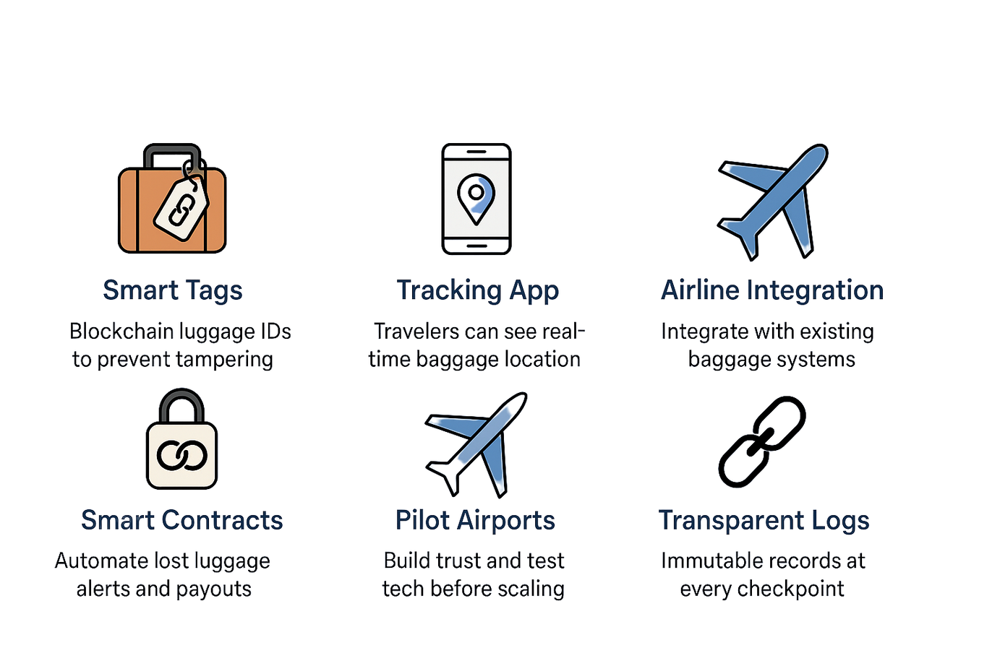 Smart Tags
Blockchain luggage IDs
to prevent tampering
Tracking App
Travelers can see real-
time baggage location
Airline Integration
Integrate with existing
baggage systems
Smart Contracts
Automate lost luggage
alerts and payouts
Pilot Airports
Build trust and test
tech before scaling
Transparent Logs
Immutable records at
every checkpoint